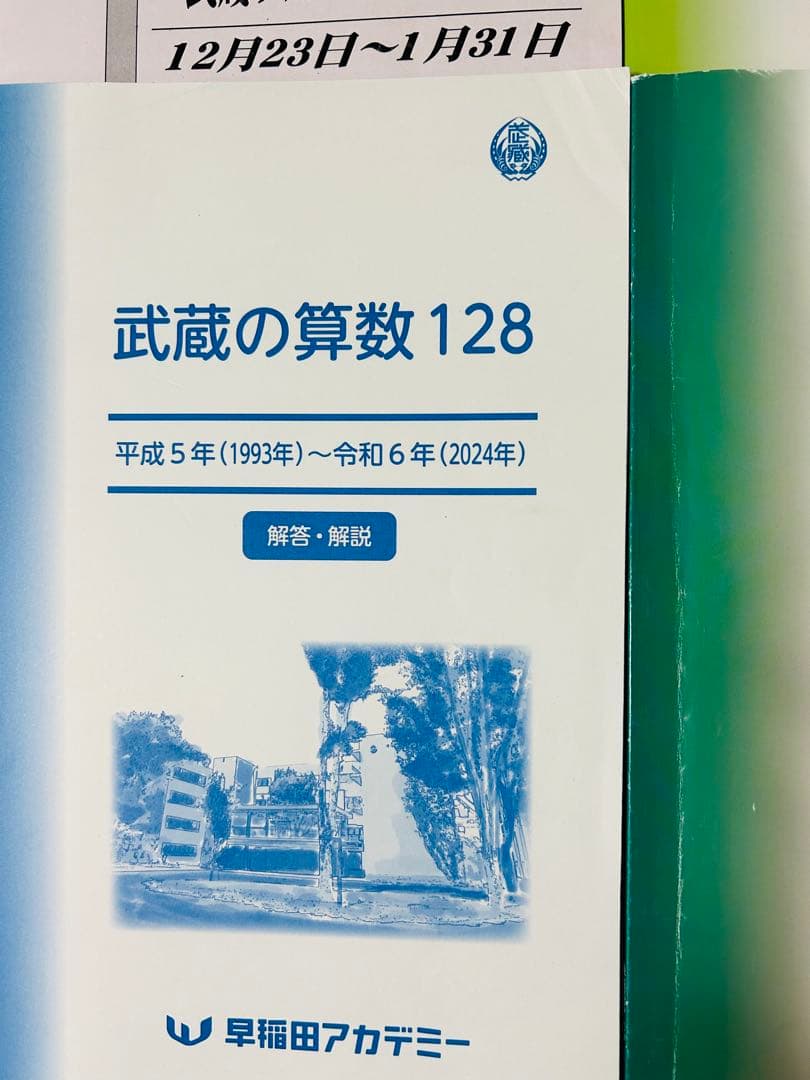 12月23日～1月31日
武蔵
武蔵の算数128
平成5年(1993年)～令和6年(2024年)
解答・解説
早稲田アカデミー